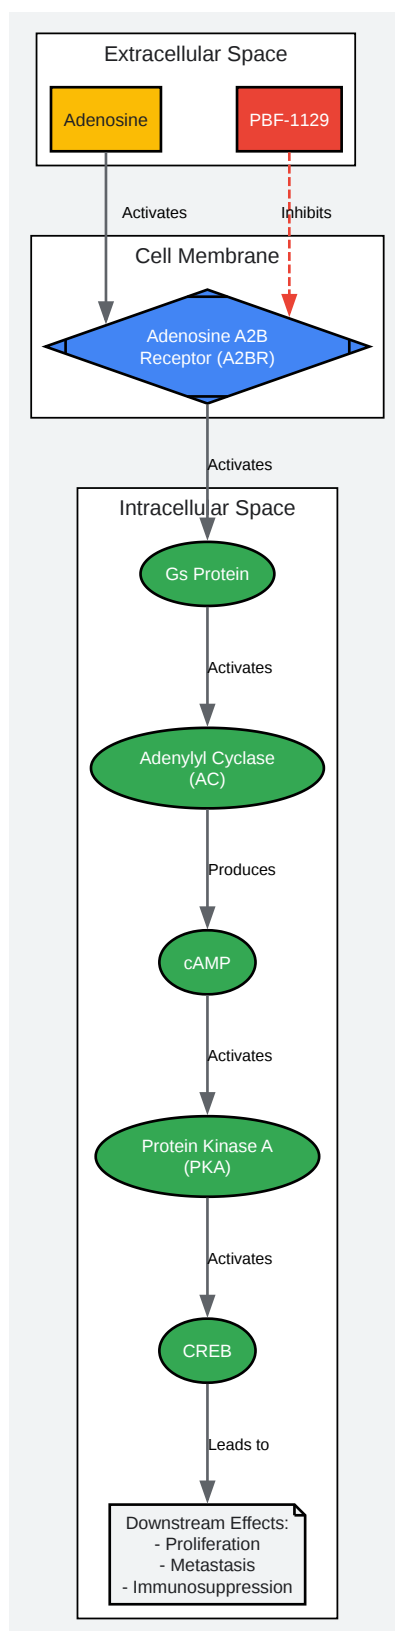 Extracellular Space
Adenosine
PBF-1129
Activates
Inhibits
Cell Membrane
Adenosine A2B
Receptor (A2BR)
Activates
Intracellular Space
Gs Protein
Activates
Adenylyl Cyclase
(AC)
Produces
cAMP
Activates
Protein Kinase A
(PKA)
Activates
CREB
Leads to
Downstream Effects:
- Proliferation
- Metastasis
- Immunosuppression